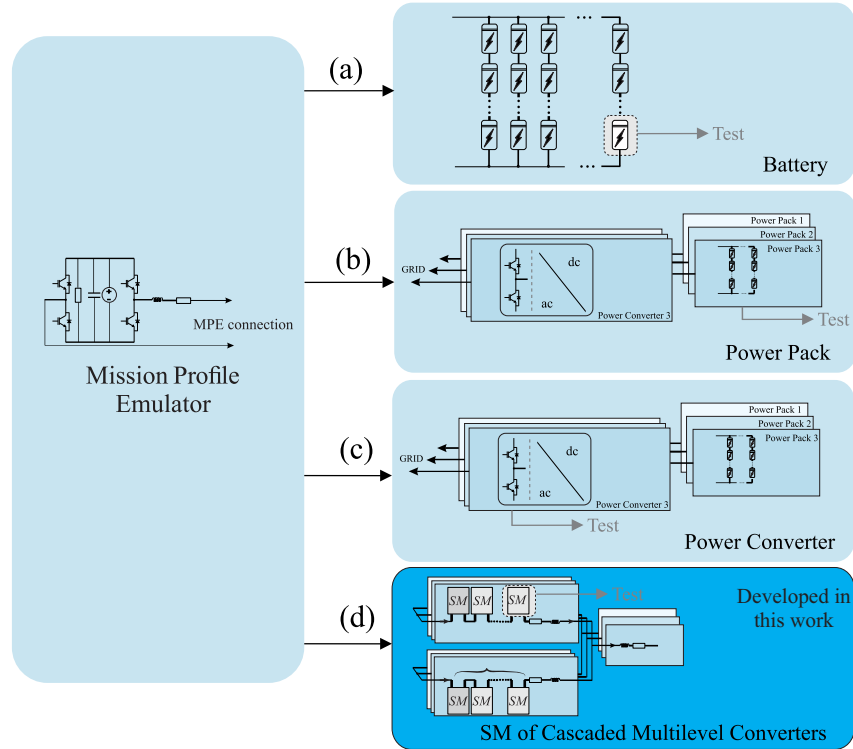 MPE connection
Mission Profile
Emulator
(a)
Test
Battery
(b)
GRID
dc
ac
Power Converter 3
Power Pack 1
Power Pack 2
Power Pack 3
Test
Power Pack
(c)
GRID
dc
ac
Power Converter 3
Power Pack 1
Power Pack 2
Power Pack 3
Test
Power Converter
(d)
SM SM SM
Test
Developed in
this work
SM SM SM
SM of Cascaded Multilevel Converters